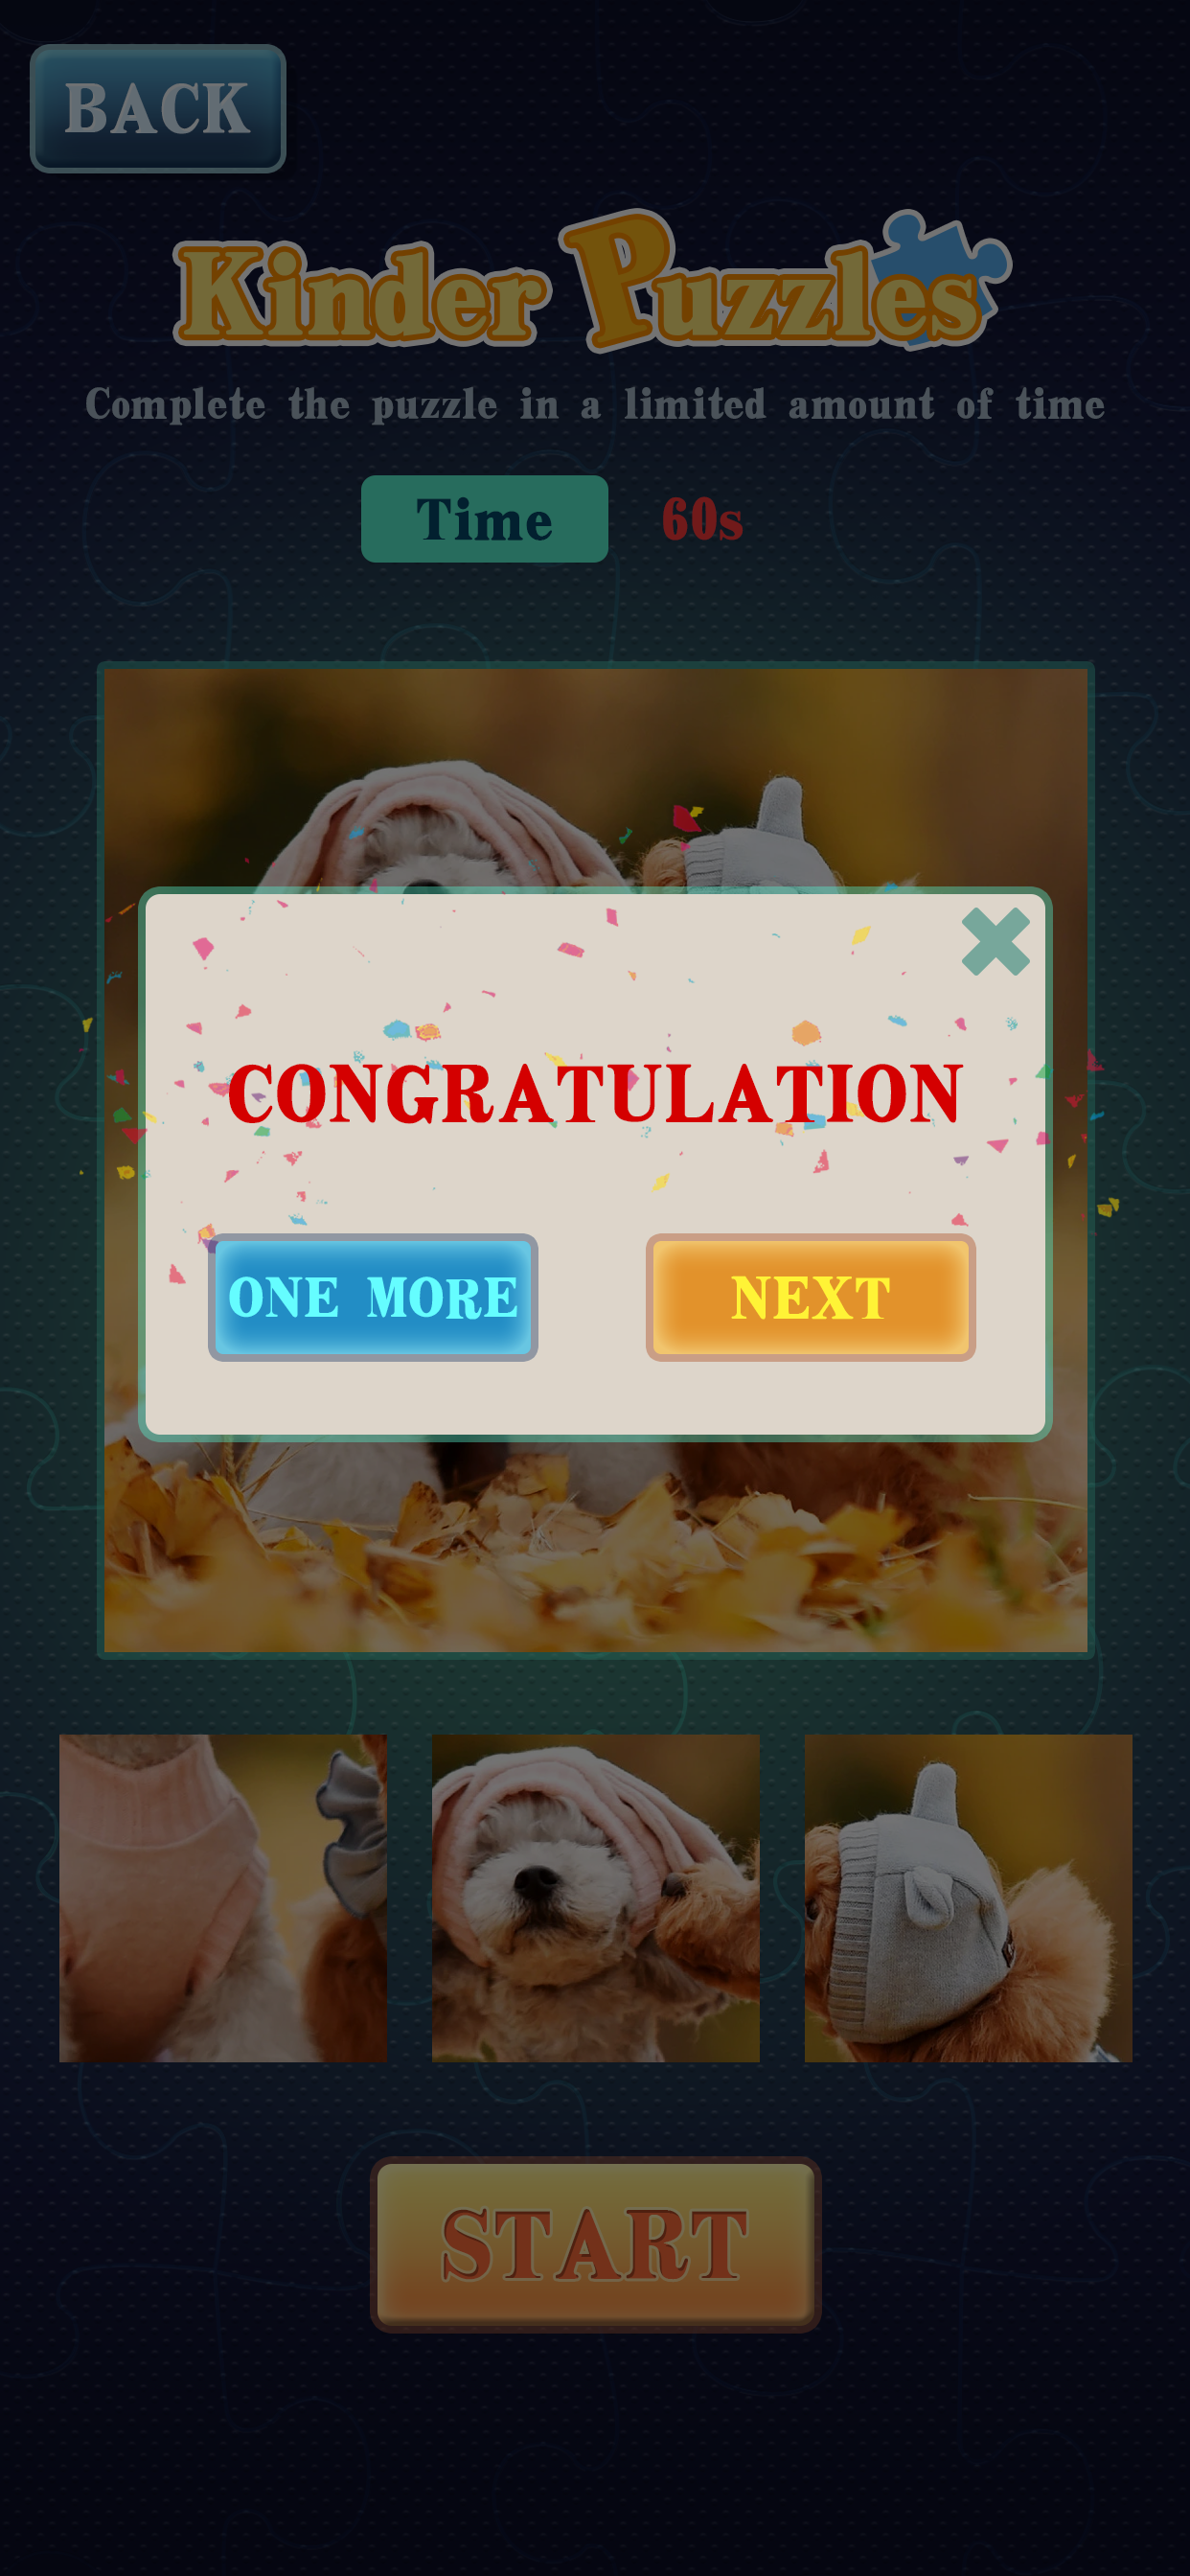 BACK
Kinder Puzzles
Complete the puzzle in a limited amount of time
Time 60s
CONGRATULATION
ONE MORE NEXT
START